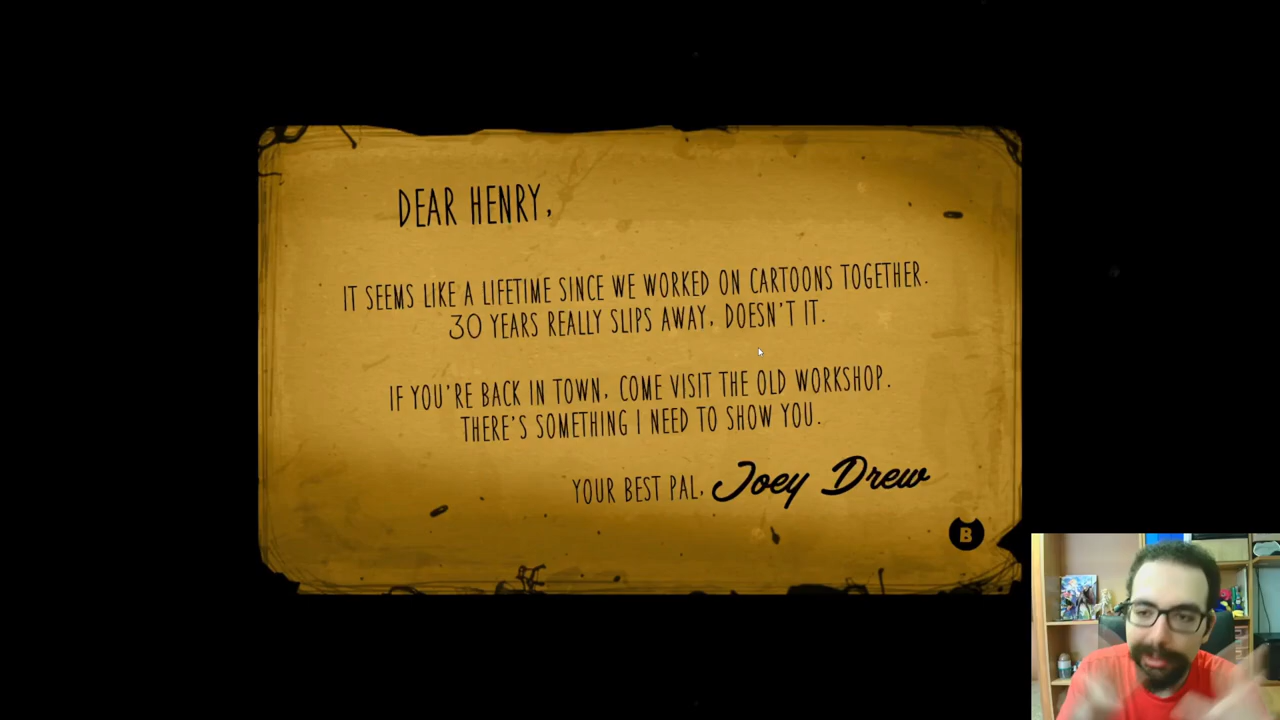 DEAR HENRY,
IT SEEMS LIKE A LIFETIME SINCE WE WORKED ON CARTOONS TOGETHER.
30 YEARS REALLY SLIPS AWAY, DOESN'T IT.
IF YOU'RE BACK IN TOWN, COME VISIT THE OLD WORKSHOP.
THERE'S SOMETHING I NEED TO SHOW YOU.
YOUR BEST PAL, Joey Drew
B